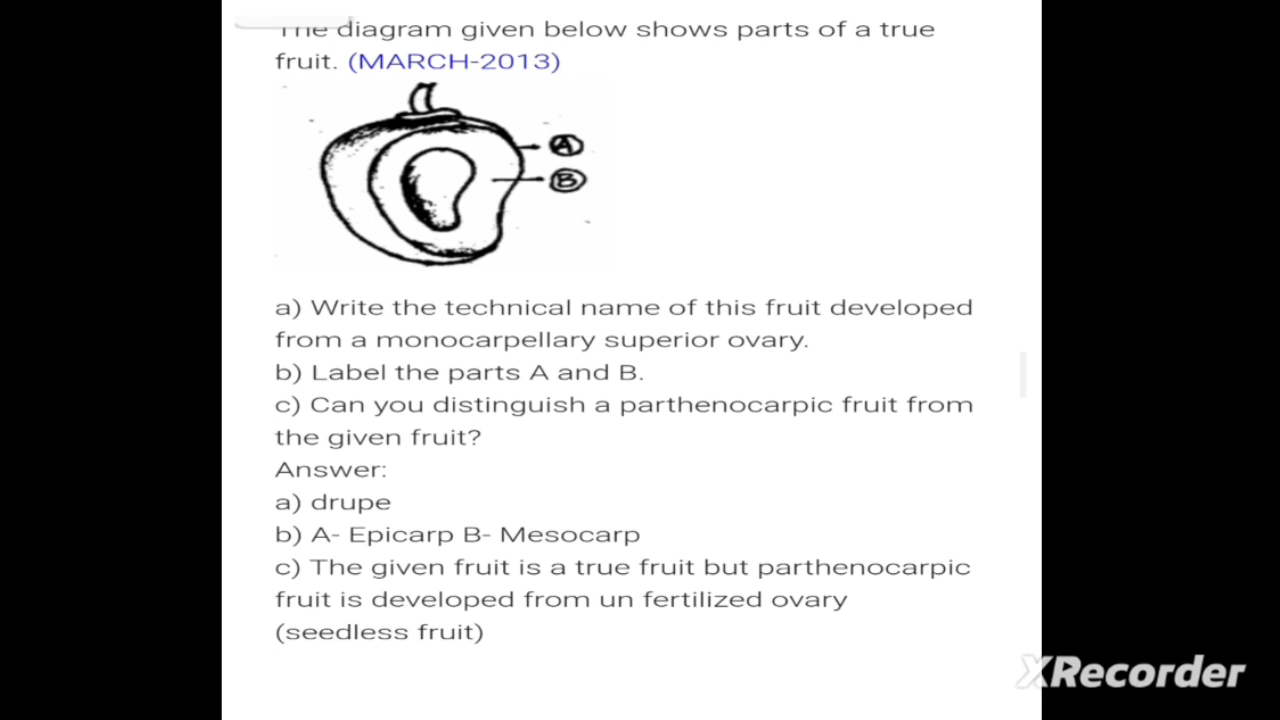 The diagram given below shows parts of a true
fruit. (MARCH-2013)
A
B
a) Write the technical name of this fruit developed
from a monocarpellary superior ovary.
b) Label the parts A and B.
c) Can you distinguish a parthenocarpic fruit from
the given fruit?
Answer:
a) drupe
b) A- Epicarp B- Mesocarp
c) The given fruit is a true fruit but parthenocarpic
fruit is developed from un fertilized ovary
(seedless fruit)
XRecorder